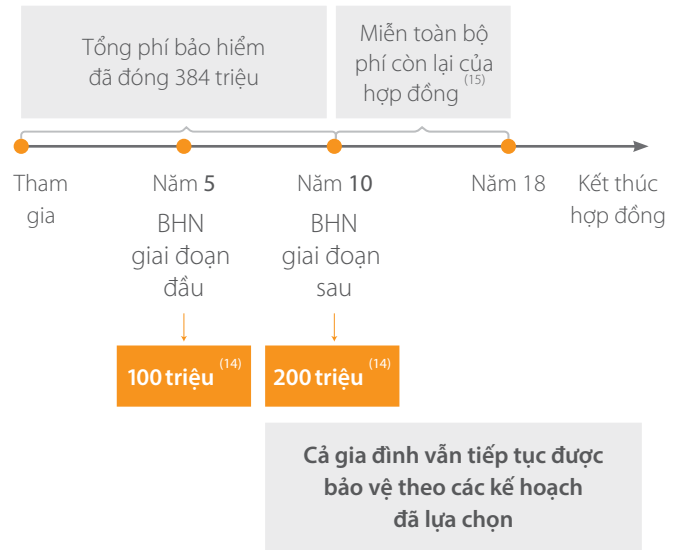 Tổng phí bảo hiểm
đã đóng 384 triệu
Miễn toàn bộ
phí còn lại của
hợp đồng (15)
Tham
gia
Năm 5
BHN
giai đoạn
đầu
Năm 10
BHN
giai đoạn
sau
Năm 18
Kết thúc
hợp đồng
100 triệu (14)
200 triệu (14)
Cả gia đình vẫn tiếp tục được
bảo vệ theo các kế hoạch
đã lựa chọn